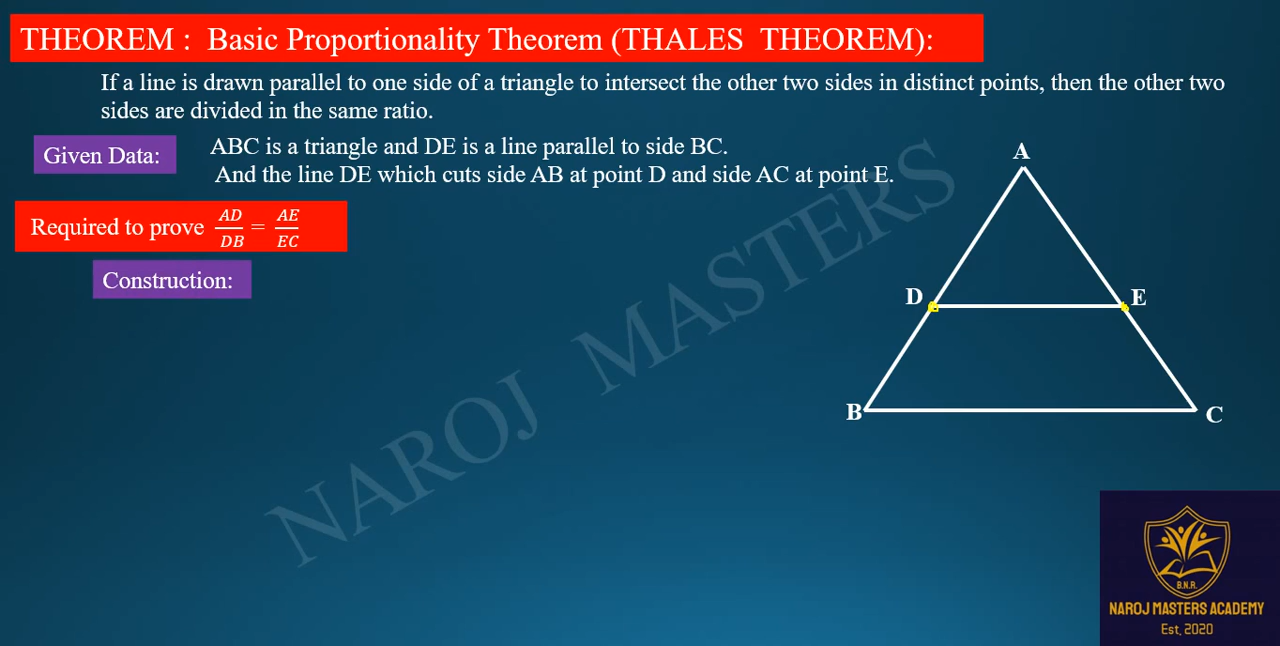 THEOREM : Basic Proportionality Theorem (THALES THEOREM):
If a line is drawn parallel to one side of a triangle to intersect the other two sides in distinct points, then the other two
sides are divided in the same ratio.
Given Data: ABC is a triangle and DE is a line parallel to side BC.
And the line DE which cuts side AB at point D and side AC at point E.
Required to prove AD/DB = AE/EC
Construction:
A
D E
B C
NAROJ MASTERS
B.N.R.
NAROJ MASTERS ACADEMY
Est, 2020